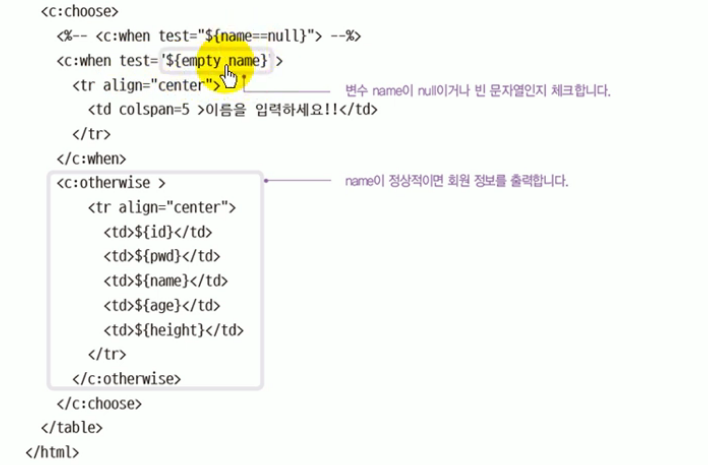 <c:choose>
<%-- <c:when test="${name==null}"> --%>
<c:when test='${empty name}'>
<tr align="center">
변수 name이 null이거나 빈 문자열인지 체크합니다.
<td colspan=5 >이름을 입력하세요!!</td>
</tr>
</c:when>
<c:otherwise >
name이 정상적이면 회원 정보를 출력합니다.
<tr align="center">
<td>${id}</td>
<td>${pwd}</td>
<td>${name}</td>
<td>${age}</td>
<td>${height}</td>
</tr>
</c:otherwise>
</c:choose>
</table>
</html>